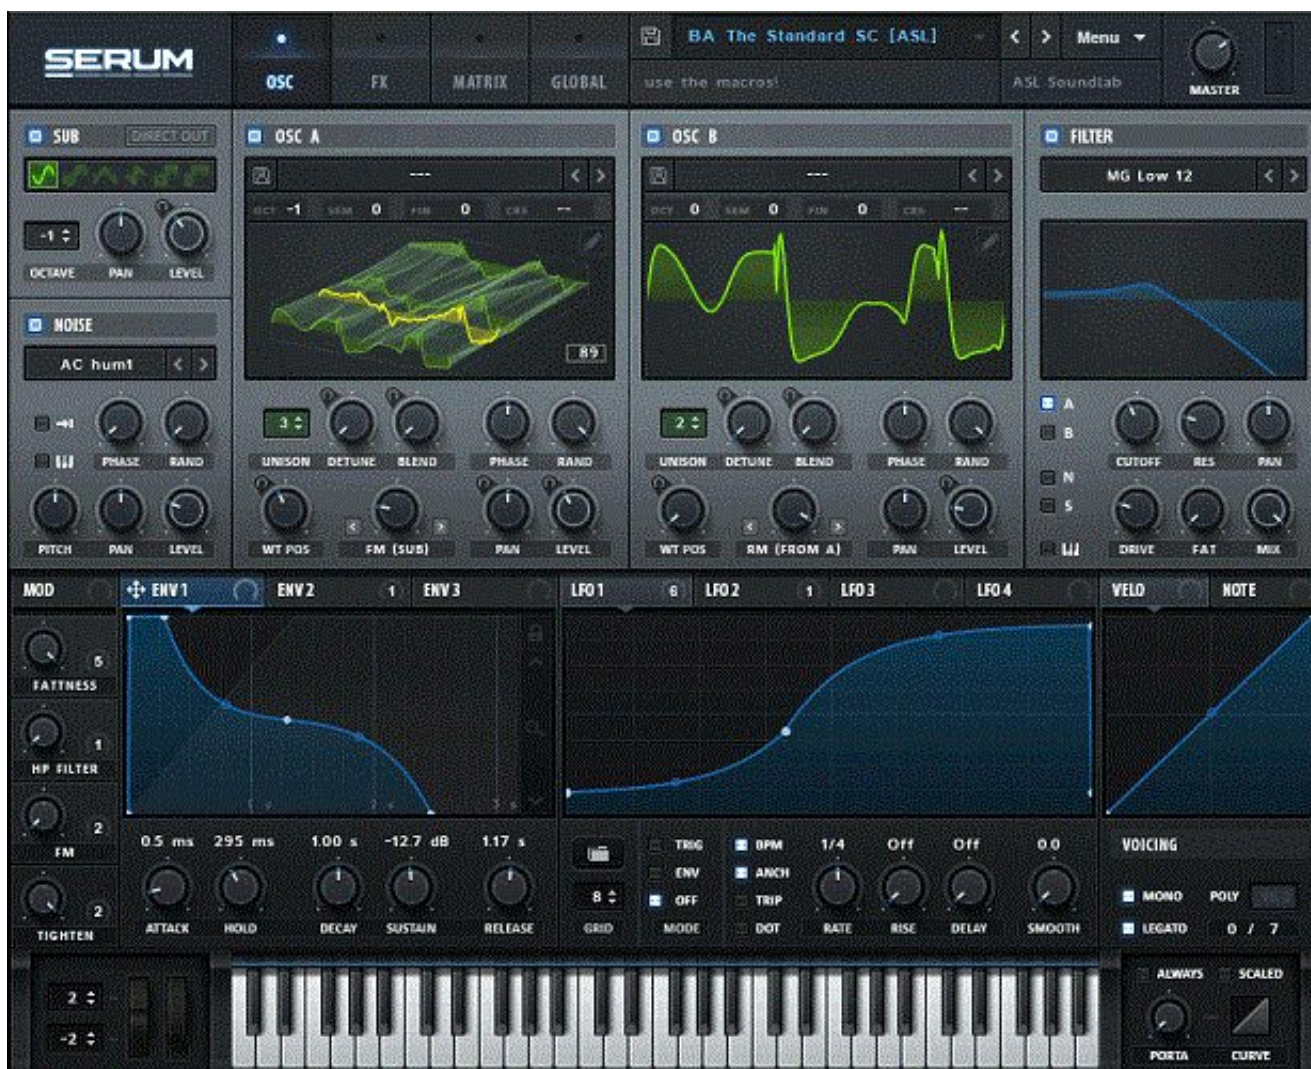 SERUM
OSC FX MATRIX GLOBAL
BA The Standard SC [ASL]
Menu
use the macros!
ASL Soundlab
MASTER
SUB DIRECT OUT
-1
OCTAVE PAN LEVEL
NOISE
AC hum1
PHASE RAND
PITCH PAN LEVEL
OSC A
---
OCT -1 SEM 0 FIN 0 CRS --
89
3
UNISON DETUNE BLEND PHASE RAND
WT POS FM (SUB) PAN LEVEL
OSC B
---
OCT 0 SEM 0 FIN 0 CRS --
2
UNISON DETUNE BLEND PHASE RAND
WT POS RM (FROM A) PAN LEVEL
FILTER
MG Low 12
A
B
N
S
CUTOFF RES PAN
DRIVE FAT MIX
MOD ENV 1 ENV 2 1 ENV 3 LFO 1 6 LFO 2 1 LFO 3 LFO 4 VELO NOTE
5
FATTNESS
1
HP FILTER
2
FM
2
TIGHTEN
1 s 2 s 3 s
0.5 ms 295 ms 1.00 s -12.7 dB 1.17 s
ATTACK HOLD DECAY SUSTAIN RELEASE
8
GRID
TRIG
ENV
OFF
MODE
BPM
ANCH
TRIP
DOT
1/4 Off Off 0.0
RATE RISE DELAY SMOOTH
VOICING
MONO POLY
LEGATO 0 / 7
2
-2
ALWAYS SCALED
PORTA CURVE